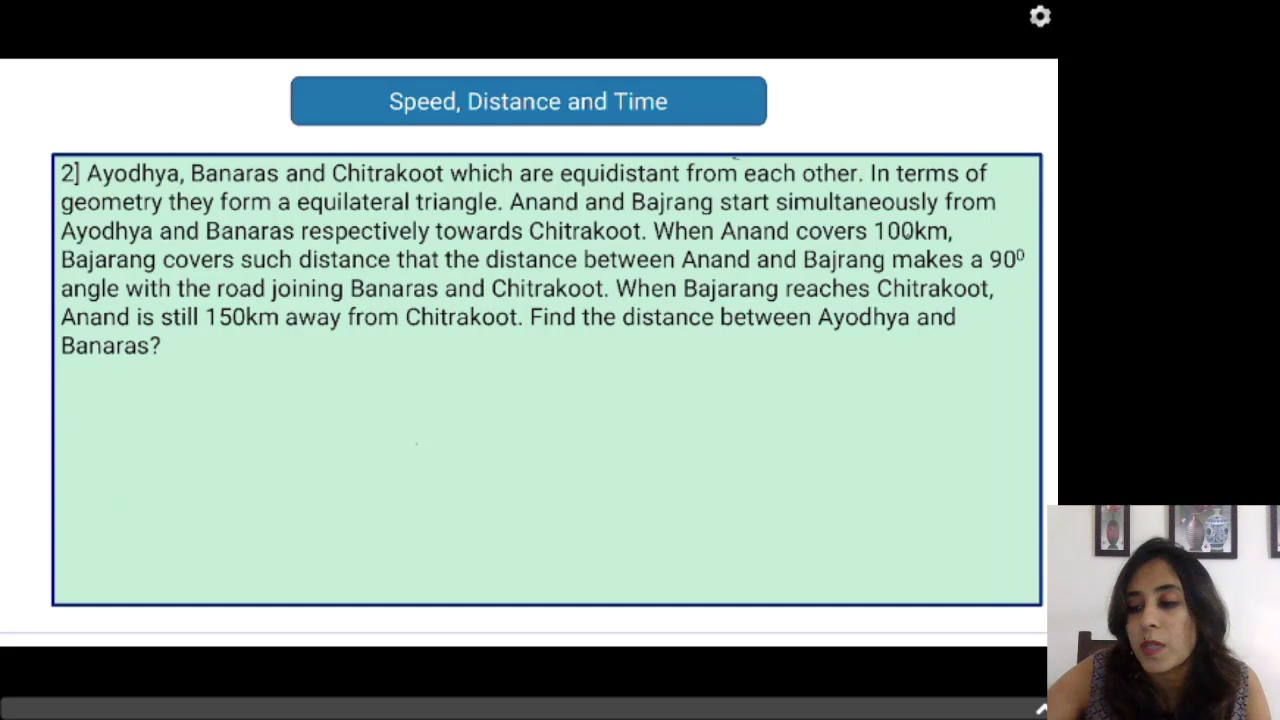 Speed, Distance and Time
2] Ayodhya, Banaras and Chitrakoot which are equidistant from each other. In terms of
geometry they form a equilateral triangle. Anand and Bajrang start simultaneously from
Ayodhya and Banaras respectively towards Chitrakoot. When Anand covers 100km,
Bajarang covers such distance that the distance between Anand and Bajrang makes a 90⁰
angle with the road joining Banaras and Chitrakoot. When Bajarang reaches Chitrakoot,
Anand is still 150km away from Chitrakoot. Find the distance between Ayodhya and
Banaras?